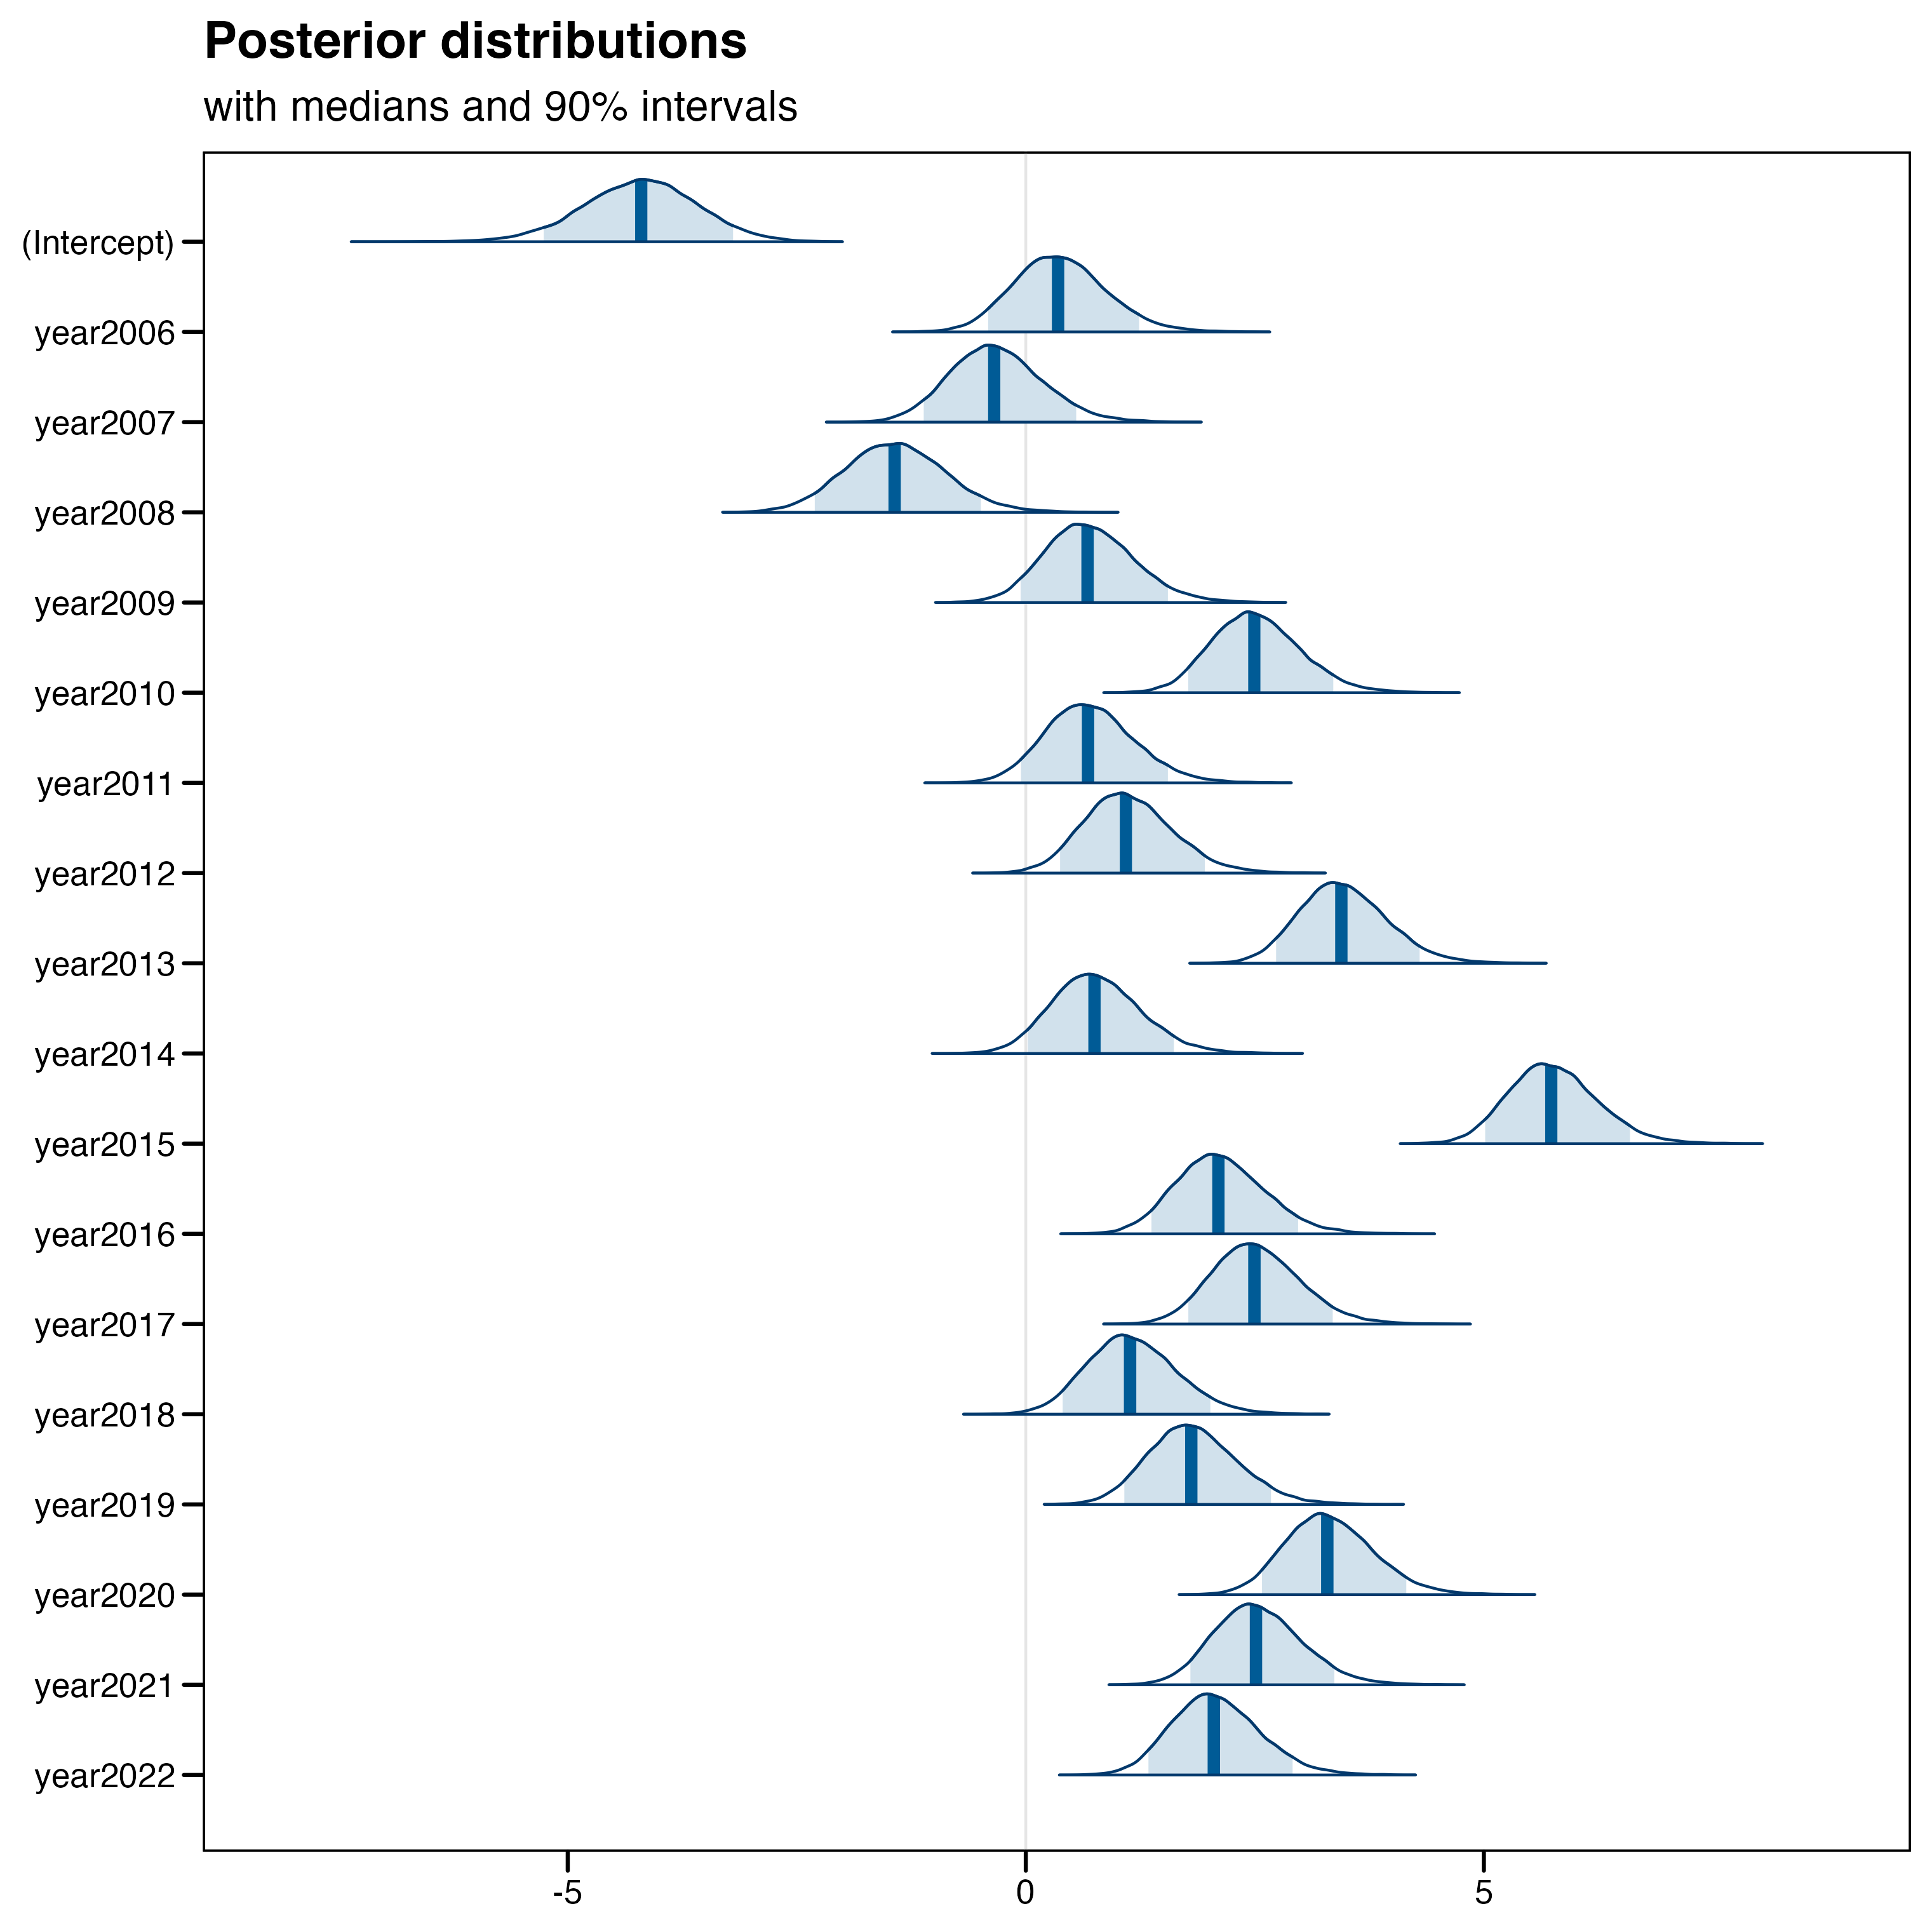 Posterior distributions
with medians and 90% intervals
(Intercept)
year2006
year2007
year2008
year2009
year2010
year2011
year2012
year2013
year2014
year2015
year2016
year2017
year2018
year2019
year2020
year2021
year2022
-5 0 5